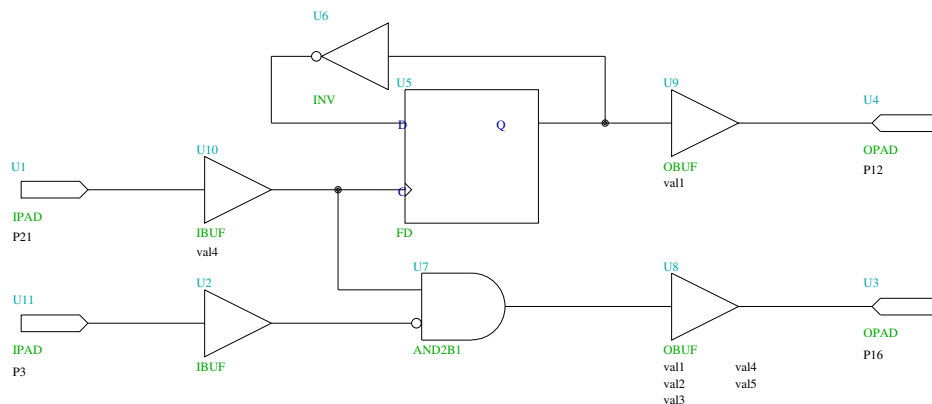 U6
INV
U5
D
Q
C
FD
U9
OBUF
val1
U4
OPAD
P12
U1
IPAD
P21
U10
IBUF
val4
U7
AND2B1
U8
OBUF
val1 val4
val2 val5
val3
U3
OPAD
P16
U11
IPAD
P3
U2
IBUF